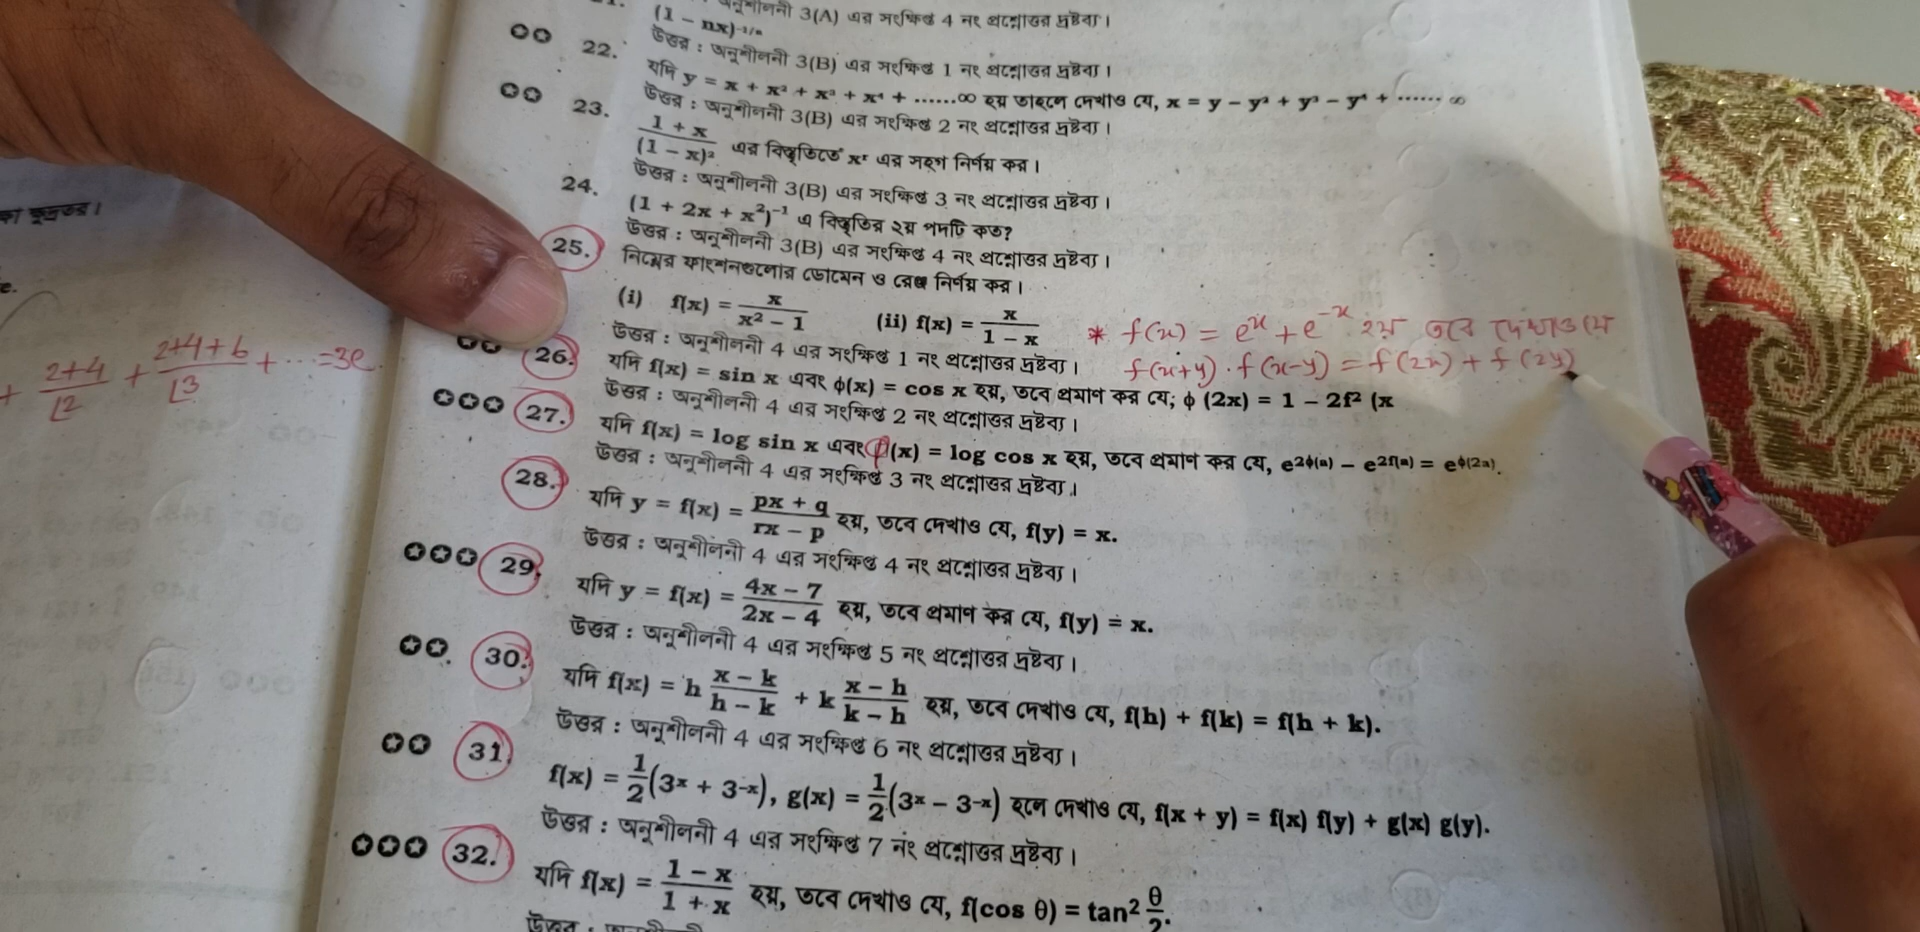 অনুশীলনী 3(A) এর সংক্ষিপ্ত 4 নং প্রশ্নোত্তর দ্রষ্টব্য।
(1 – nx)⁻¹/ⁿ
উত্তর : অনুশীলনী 3(B) এর সংক্ষিপ্ত 1 নং প্রশ্নোত্তর দ্রষ্টব্য।
✪✪ 22. যদি y = x + x² + x³ + x⁴ + ......∞ হয় তাহলে দেখাও যে, x = y – y² + y³ – y⁴ + ...... ∞
উত্তর : অনুশীলনী 3(B) এর সংক্ষিপ্ত 2 নং প্রশ্নোত্তর দ্রষ্টব্য।
✪✪ 23. (1 + x)/(1 – x)² এর বিস্তৃতিতে xʳ এর সহগ নির্ণয় কর।
উত্তর : অনুশীলনী 3(B) এর সংক্ষিপ্ত 3 নং প্রশ্নোত্তর দ্রষ্টব্য।
24. (1 + 2x + x²)⁻¹ এ বিস্তৃতির ২য় পদটি কত?
উত্তর : অনুশীলনী 3(B) এর সংক্ষিপ্ত 4 নং প্রশ্নোত্তর দ্রষ্টব্য।
25. নিম্নের ফাংশনগুলোর ডোমেন ও রেঞ্জ নির্ণয় কর।
(i) f(x) = x/(x² – 1) (ii) f(x) = x/(1 – x)
উত্তর : অনুশীলনী 4 এর সংক্ষিপ্ত 1 নং প্রশ্নোত্তর দ্রষ্টব্য।
* f(x) = eˣ + e⁻ˣ হয় তবে দেখাও যে
f(x+y) · f(x–y) = f(2x) + f(2y)
26. যদি f(x) = sin x এবং ϕ(x) = cos x হয়, তবে প্রমাণ কর যে; ϕ (2x) = 1 – 2f² (x
উত্তর : অনুশীলনী 4 এর সংক্ষিপ্ত 2 নং প্রশ্নোত্তর দ্রষ্টব্য।
✪✪✪ 27. যদি f(x) = log sin x এবং ϕ(x) = log cos x হয়, তবে প্রমাণ কর যে, e^2ϕ(x) – e^2f(x) = e^ϕ(2x).
উত্তর : অনুশীলনী 4 এর সংক্ষিপ্ত 3 নং প্রশ্নোত্তর দ্রষ্টব্য।
28. যদি y = f(x) = (px + q)/(rx – p) হয়, তবে দেখাও যে, f(y) = x.
উত্তর : অনুশীলনী 4 এর সংক্ষিপ্ত 4 নং প্রশ্নোত্তর দ্রষ্টব্য।
✪✪✪ 29. যদি y = f(x) = (4x – 7)/(2x – 4) হয়, তবে প্রমাণ কর যে, f(y) = x.
উত্তর : অনুশীলনী 4 এর সংক্ষিপ্ত 5 নং প্রশ্নোত্তর দ্রষ্টব্য।
✪✪ 30. যদি f(x) = h (x – k)/(h – k) + k (x – h)/(k – h) হয়, তবে দেখাও যে, f(h) + f(k) = f(h + k).
উত্তর : অনুশীলনী 4 এর সংক্ষিপ্ত 6 নং প্রশ্নোত্তর দ্রষ্টব্য।
✪✪ 31. f(x) = 1/2(3ˣ + 3⁻ˣ), g(x) = 1/2(3ˣ – 3⁻ˣ) হলে দেখাও যে, f(x + y) = f(x) f(y) + g(x) g(y).
উত্তর : অনুশীলনী 4 এর সংক্ষিপ্ত 7 নং প্রশ্নোত্তর দ্রষ্টব্য।
✪✪✪ 32. যদি f(x) = (1 – x)/(1 + x) হয়, তবে দেখাও যে, f(cos θ) = tan² θ/2.
+ (2+4)/⌊2 + (2+4+6)/⌊3 + ... = 3e